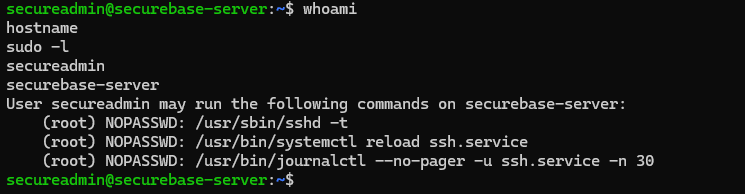 secureadmin@securebase-server:~$ whoami
hostname
sudo -l
secureadmin
securebase-server
User secureadmin may run the following commands on securebase-server:
    (root) NOPASSWD: /usr/sbin/sshd -t
    (root) NOPASSWD: /usr/bin/systemctl reload ssh.service
    (root) NOPASSWD: /usr/bin/journalctl --no-pager -u ssh.service -n 30
secureadmin@securebase-server:~$